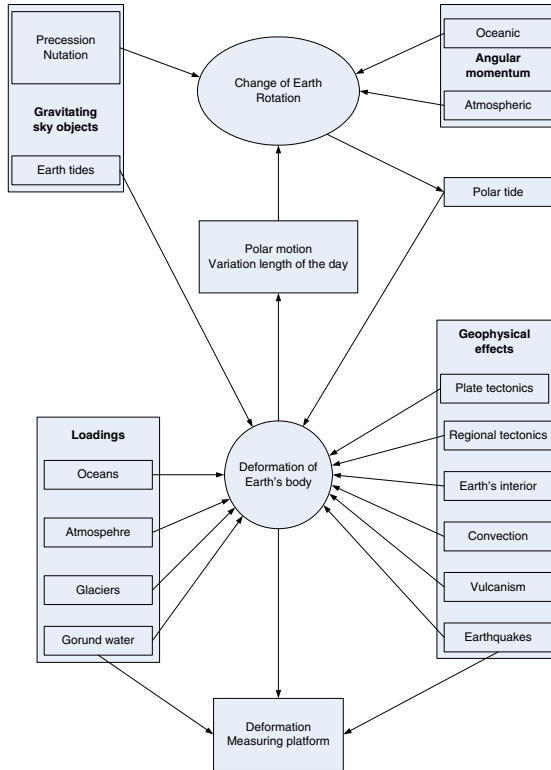 Precession
Nutation
Gravitating
sky objects
Earth tides
Change of Earth
Rotation
Oceanic
Angular
momentum
Atmospheric
Polar tide
Polar motion
Variation length of the day
Geophysical
effects
Plate tectonics
Regional tectonics
Earth's interior
Convection
Vulcanism
Earthquakes
Loadings
Oceans
Atmospehre
Glaciers
Gorund water
Deformation of
Earth's body
Deformation
Measuring platform